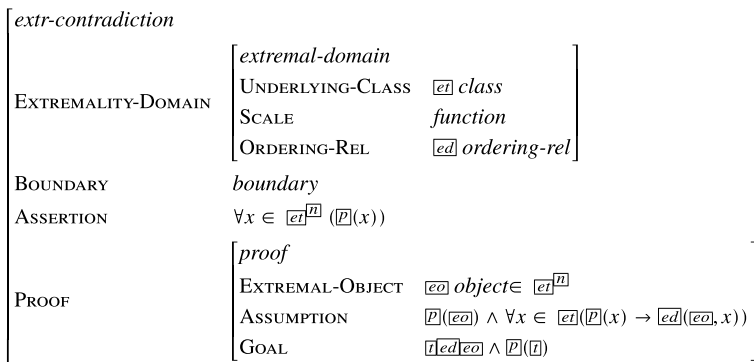 extr-contradiction
extremal-domain
EXTREMALITY-DOMAIN
UNDERLYING-CLASS et class
SCALE function
ORDERING-REL ed ordering-rel
BOUNDARY boundary
ASSERTION ∀x ∈ et n (p(x))
proof
EXTREMAL-OBJECT eo object∈ et n
PROOF
ASSUMPTION p(eo) ∧ ∀x ∈ et(p(x) → ed(eo, x))
GOAL t ed eo ∧ p(t)